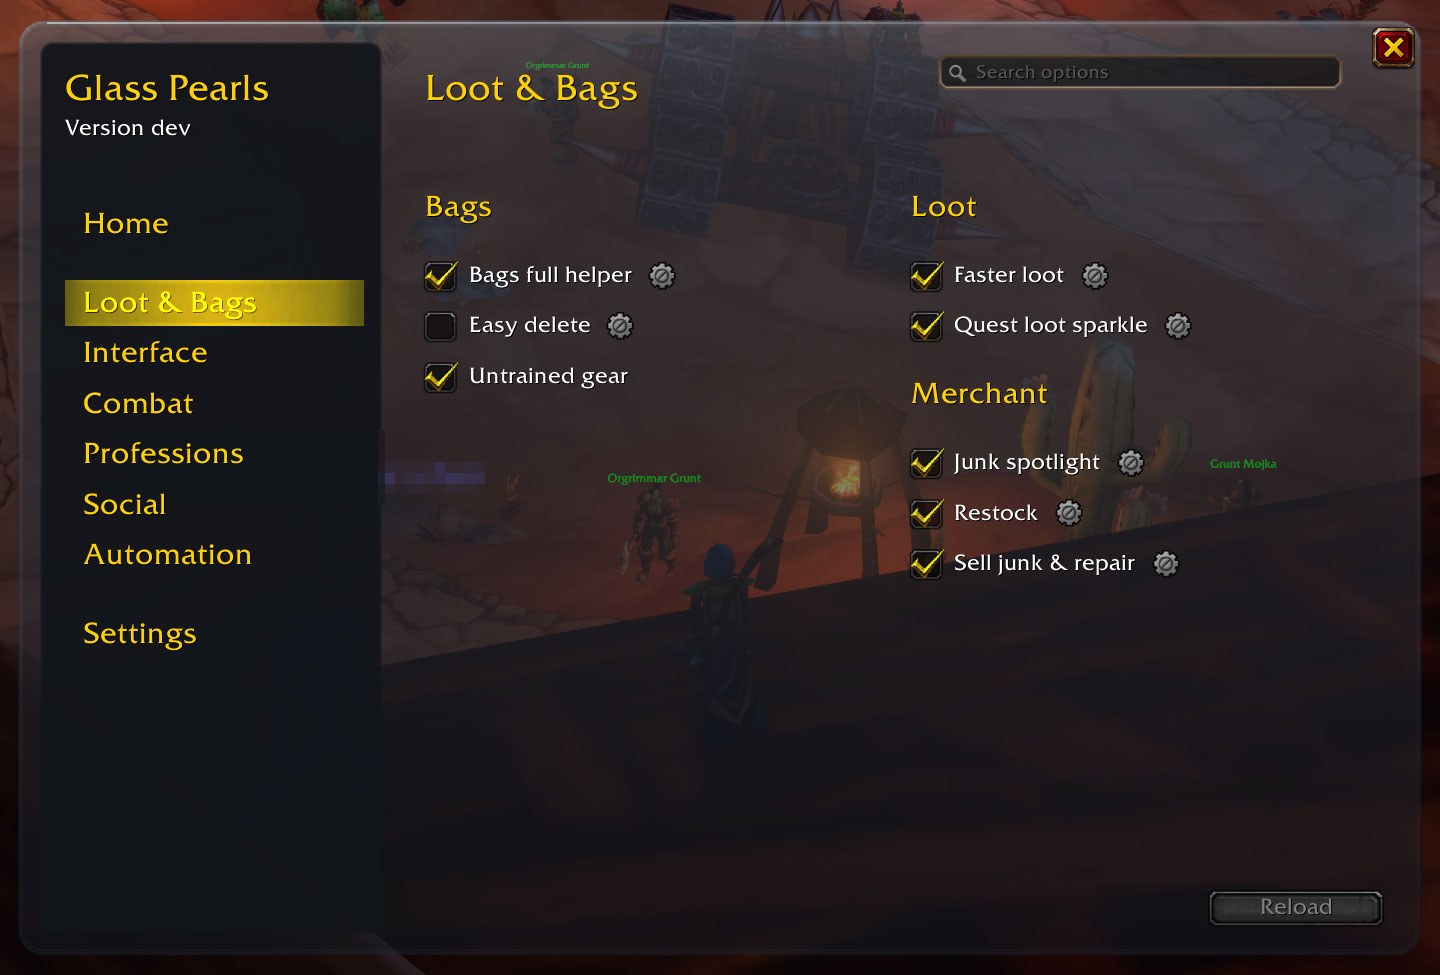 Glass Pearls
Version dev
Home
Loot & Bags
Interface
Combat
Professions
Social
Automation
Settings
Orgrimmar Grunt
Loot & Bags
Search options
Bags
Bags full helper
Easy delete
Untrained gear
Loot
Faster loot
Quest loot sparkle
Merchant
Junk spotlight
Restock
Sell junk & repair
Orgrimmar Grunt
Grunt Mojka
Reload